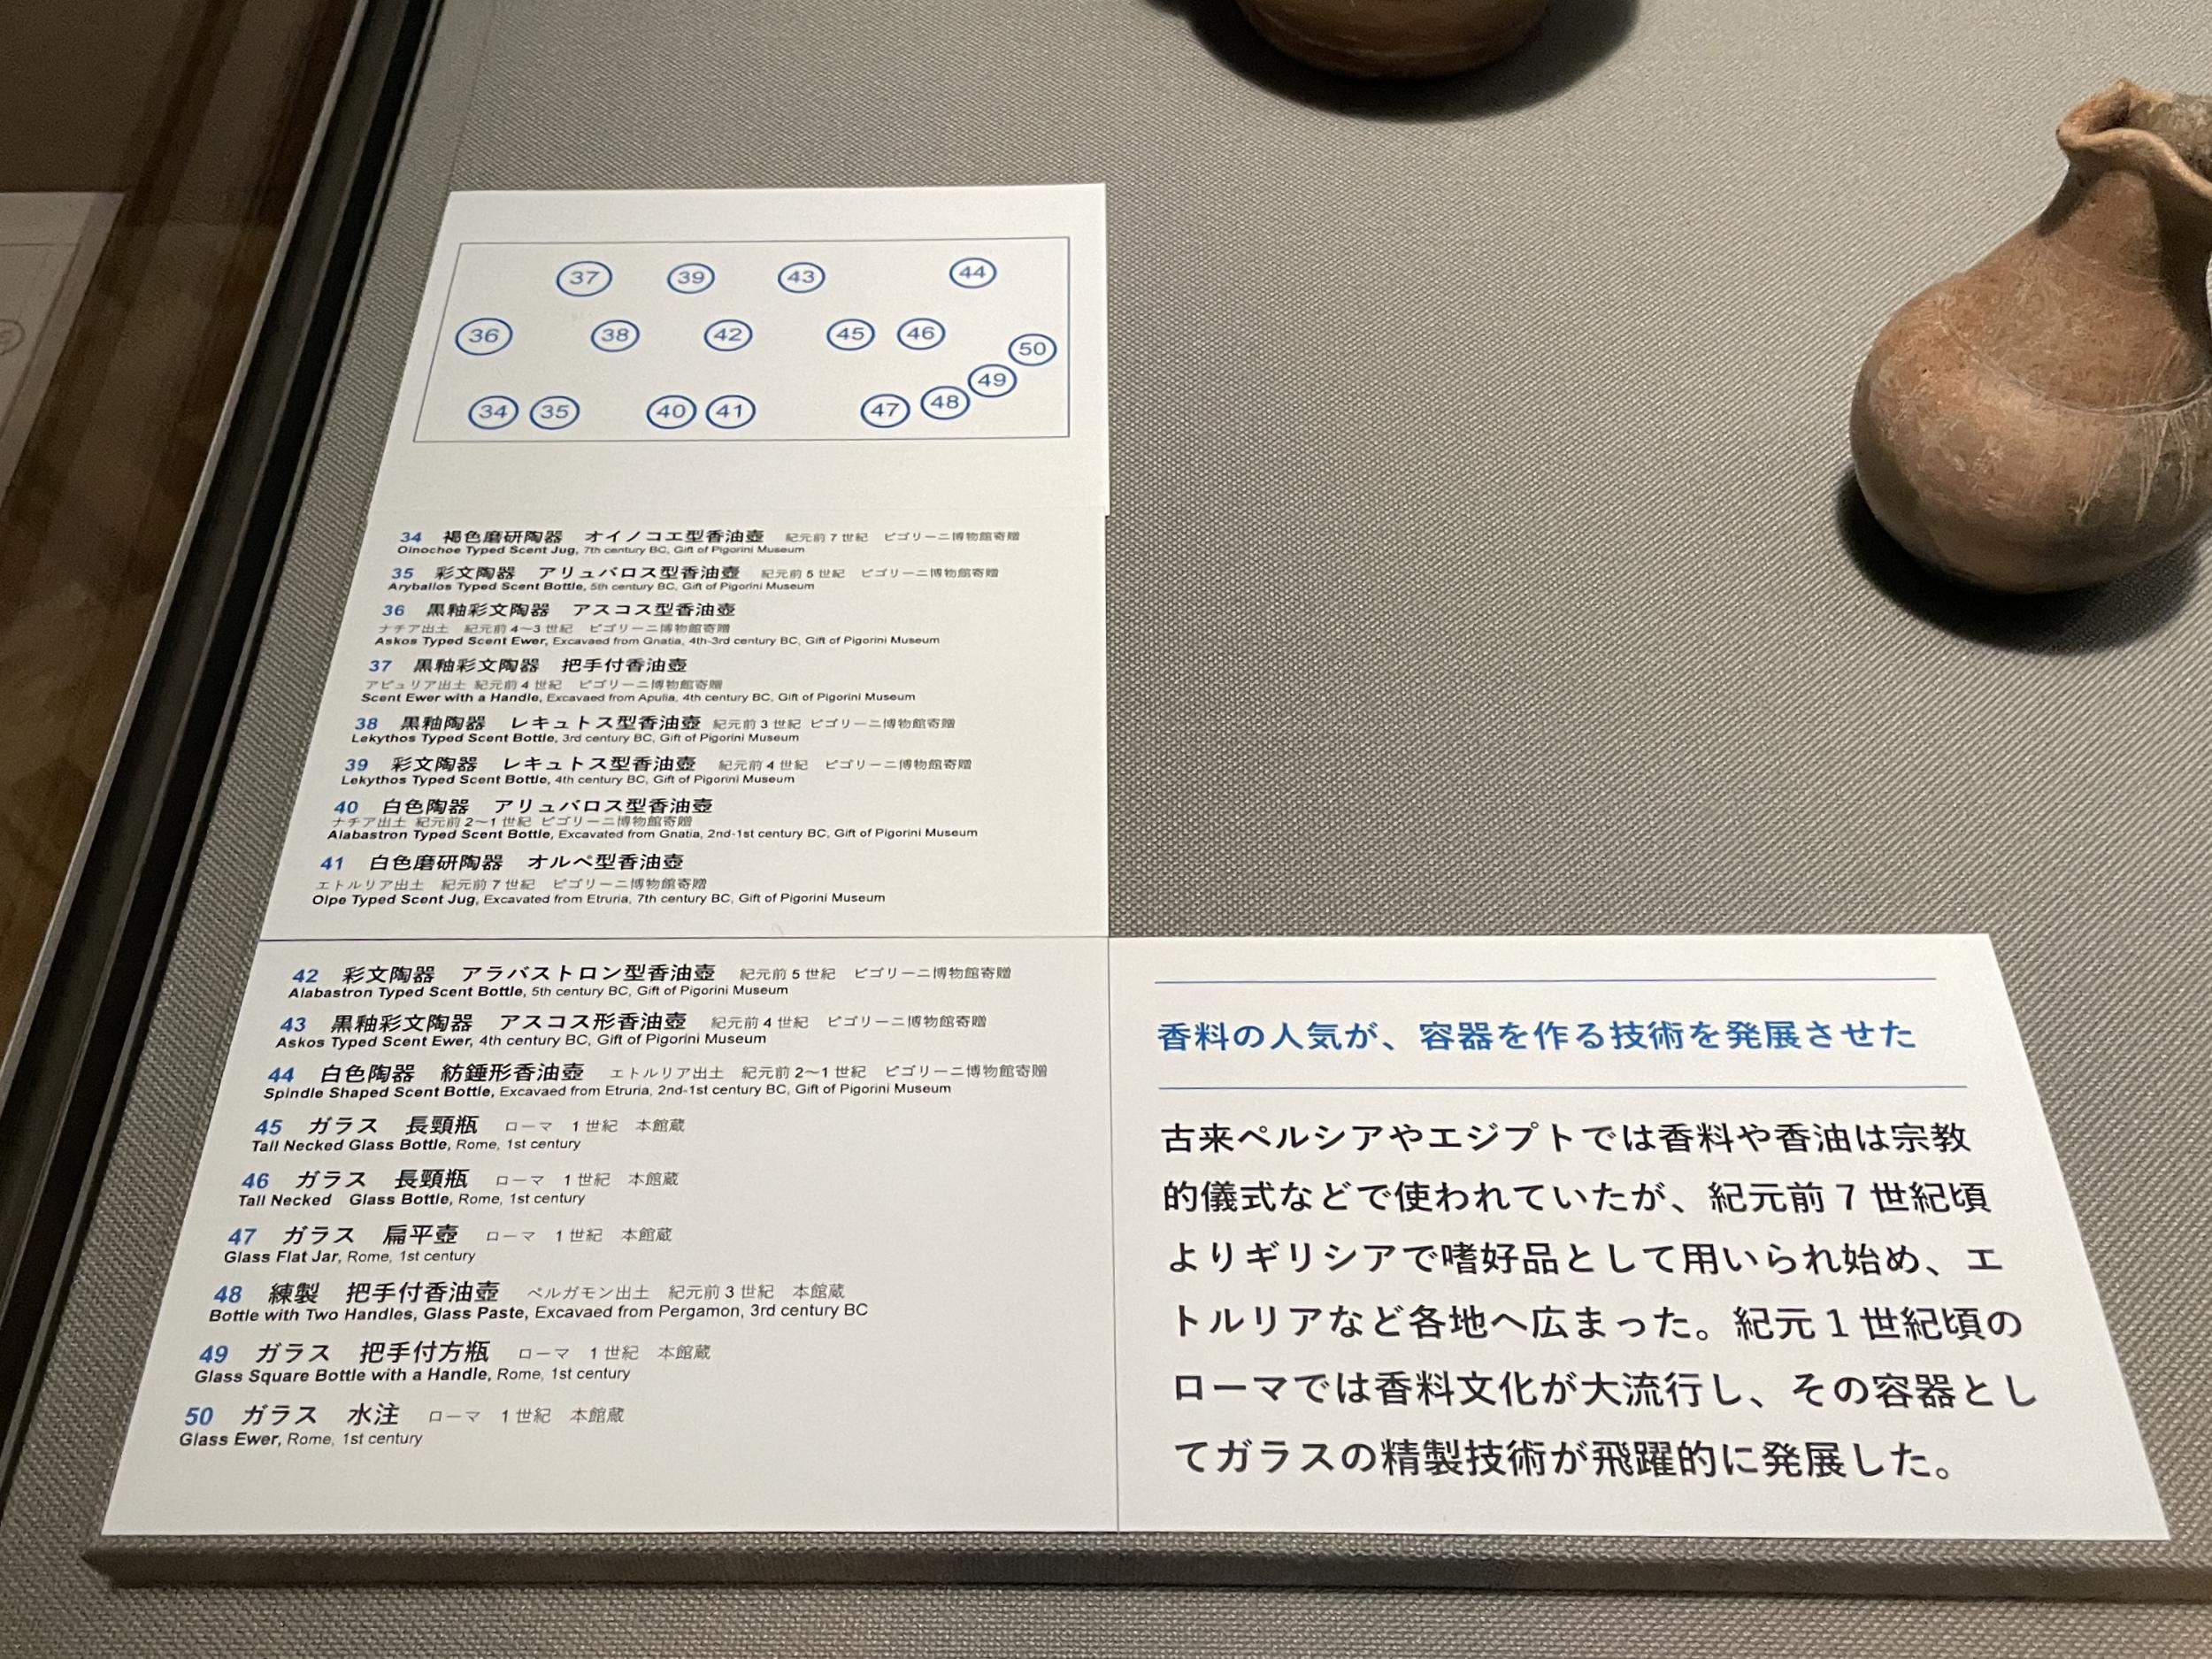 37 39 43 44
36 38 42 45 46 50
49
34 35 40 41 47 48
34 褐色磨研陶器 オイノコエ型香油壺 紀元前7世紀 ピゴリーニ博物館寄贈
Oinochoe Typed Scent Jug, 7th century BC, Gift of Pigorini Museum
35 彩文陶器 アリュバロス型香油壺 紀元前5世紀 ピゴリーニ博物館寄贈
Aryballos Typed Scent Bottle, 5th century BC, Gift of Pigorini Museum
36 黒釉彩文陶器 アスコス型香油壺
ナチア出土 紀元前4〜3世紀 ピゴリーニ博物館寄贈
Askos Typed Scent Ewer, Excavaed from Gnatia, 4th-3rd century BC, Gift of Pigorini Museum
37 黒釉彩文陶器 把手付香油壺
アピュリア出土 紀元前4世紀 ピゴリーニ博物館寄贈
Scent Ewer with a Handle, Excavaed from Apulia, 4th century BC, Gift of Pigorini Museum
38 黒釉陶器 レキュトス型香油壺 紀元前3世紀 ピゴリーニ博物館寄贈
Lekythos Typed Scent Bottle, 3rd century BC, Gift of Pigorini Museum
39 彩文陶器 レキュトス型香油壺 紀元前4世紀 ピゴリーニ博物館寄贈
Lekythos Typed Scent Bottle, 4th century BC, Gift of Pigorini Museum
40 白色陶器 アリュバロス型香油壺
ナチア出土 紀元前2〜1世紀 ピゴリーニ博物館寄贈
Alabastron Typed Scent Bottle, Excavated from Gnatia, 2nd-1st century BC, Gift of Pigorini Museum
41 白色磨研陶器 オルペ型香油壺
エトルリア出土 紀元前7世紀 ピゴリーニ博物館寄贈
Olpe Typed Scent Jug, Excavated from Etruria, 7th century BC, Gift of Pigorini Museum
42 彩文陶器 アラバストロン型香油壺 紀元前5世紀 ピゴリーニ博物館寄贈
Alabastron Typed Scent Bottle, 5th century BC, Gift of Pigorini Museum
43 黒釉彩文陶器 アスコス形香油壺 紀元前4世紀 ピゴリーニ博物館寄贈
Askos Typed Scent Ewer, 4th century BC, Gift of Pigorini Museum
44 白色陶器 紡錘形香油壺 エトルリア出土 紀元前2〜1世紀 ピゴリーニ博物館寄贈
Spindle Shaped Scent Bottle, Excavaed from Etruria, 2nd-1st century BC, Gift of Pigorini Museum
45 ガラス 長頸瓶 ローマ 1世紀 本館蔵
Tall Necked Glass Bottle, Rome, 1st century
46 ガラス 長頸瓶 ローマ 1世紀 本館蔵
Tall Necked Glass Bottle, Rome, 1st century
47 ガラス 扁平壺 ローマ 1世紀 本館蔵
Glass Flat Jar, Rome, 1st century
48 練製 把手付香油壺 ペルガモン出土 紀元前3世紀 本館蔵
Bottle with Two Handles, Glass Paste, Excavaed from Pergamon, 3rd century BC
49 ガラス 把手付方瓶 ローマ 1世紀 本館蔵
Glass Square Bottle with a Handle, Rome, 1st century
50 ガラス 水注 ローマ 1世紀 本館蔵
Glass Ewer, Rome, 1st century
香料の人気が、容器を作る技術を発展させた
古来ペルシアやエジプトでは香料や香油は宗教
的儀式などで使われていたが、紀元前7世紀頃
よりギリシアで嗜好品として用いられ始め、エ
トルリアなど各地へ広まった。紀元1世紀頃の
ローマでは香料文化が大流行し、その容器とし
てガラスの精製技術が飛躍的に発展した。